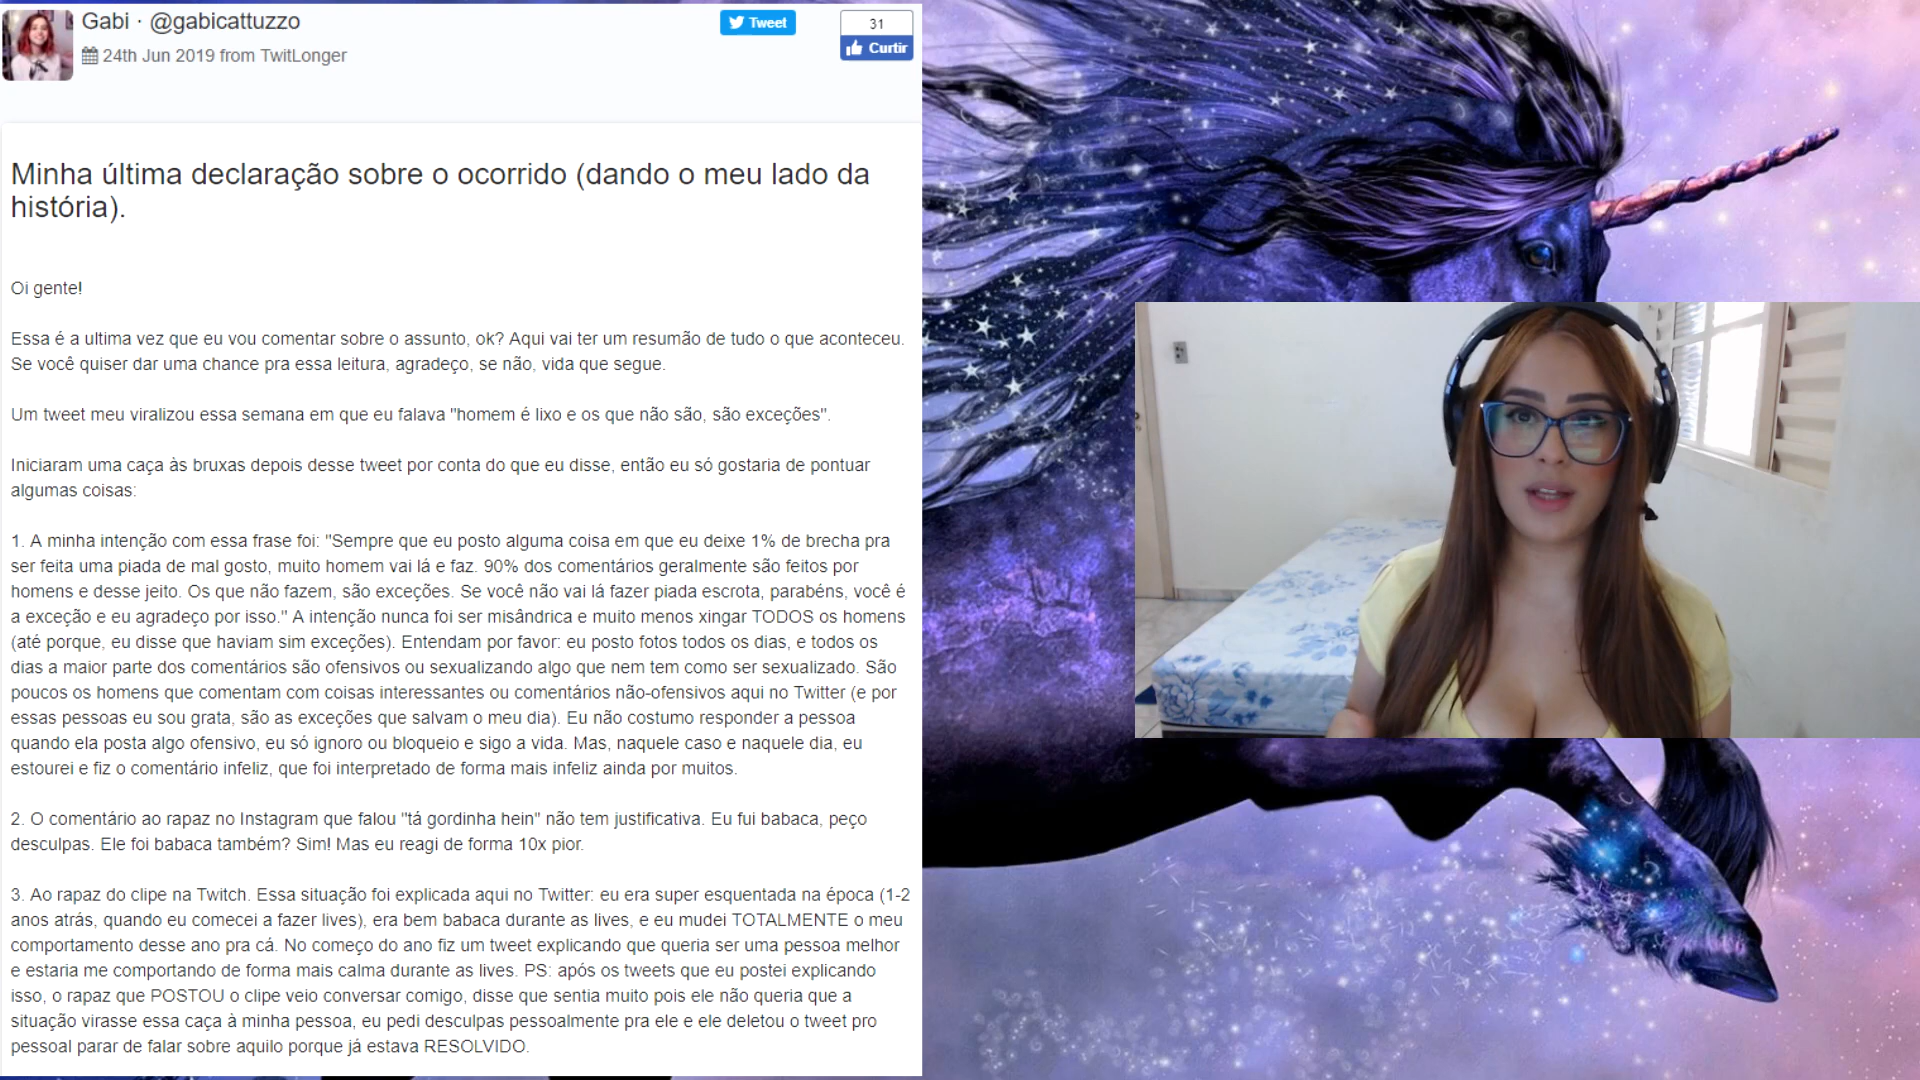 Gabi · @gabicattuzzo
24th Jun 2019 from TwitLonger
Tweet
31
Curtir
Minha última declaração sobre o ocorrido (dando o meu lado da
história).
Oi gente!
Essa é a ultima vez que eu vou comentar sobre o assunto, ok? Aqui vai ter um resumão de tudo o que aconteceu.
Se você quiser dar uma chance pra essa leitura, agradeço, se não, vida que segue.
Um tweet meu viralizou essa semana em que eu falava "homem é lixo e os que não são, são exceções".
Iniciaram uma caça às bruxas depois desse tweet por conta do que eu disse, então eu só gostaria de pontuar
algumas coisas:
1. A minha intenção com essa frase foi: "Sempre que eu posto alguma coisa em que eu deixe 1% de brecha pra
ser feita uma piada de mal gosto, muito homem vai lá e faz. 90% dos comentários geralmente são feitos por
homens e desse jeito. Os que não fazem, são exceções. Se você não vai lá fazer piada escrota, parabéns, você é
a exceção e eu agradeço por isso." A intenção nunca foi ser misândrica e muito menos xingar TODOS os homens
(até porque, eu disse que haviam sim exceções). Entendam por favor: eu posto fotos todos os dias, e todos os
dias a maior parte dos comentários são ofensivos ou sexualizando algo que nem tem como ser sexualizado. São
poucos os homens que comentam com coisas interessantes ou comentários não-ofensivos aqui no Twitter (e por
essas pessoas eu sou grata, são as exceções que salvam o meu dia). Eu não costumo responder a pessoa
quando ela posta algo ofensivo, eu só ignoro ou bloqueio e sigo a vida. Mas, naquele caso e naquele dia, eu
estourei e fiz o comentário infeliz, que foi interpretado de forma mais infeliz ainda por muitos.
2. O comentário ao rapaz no Instagram que falou "tá gordinha hein" não tem justificativa. Eu fui babaca, peço
desculpas. Ele foi babaca também? Sim! Mas eu reagi de forma 10x pior.
3. Ao rapaz do clipe na Twitch. Essa situação foi explicada aqui no Twitter: eu era super esquentada na época (1-2
anos atrás, quando eu comecei a fazer lives), era bem babaca durante as lives, e eu mudei TOTALMENTE o meu
comportamento desse ano pra cá. No começo do ano fiz um tweet explicando que queria ser uma pessoa melhor
e estaria me comportando de forma mais calma durante as lives. PS: após os tweets que eu postei explicando
isso, o rapaz que POSTOU o clipe veio conversar comigo, disse que sentia muito pois ele não queria que a
situação virasse essa caça à minha pessoa, eu pedi desculpas pessoalmente pra ele e ele deletou o tweet pro
pessoal parar de falar sobre aquilo porque já estava RESOLVIDO.